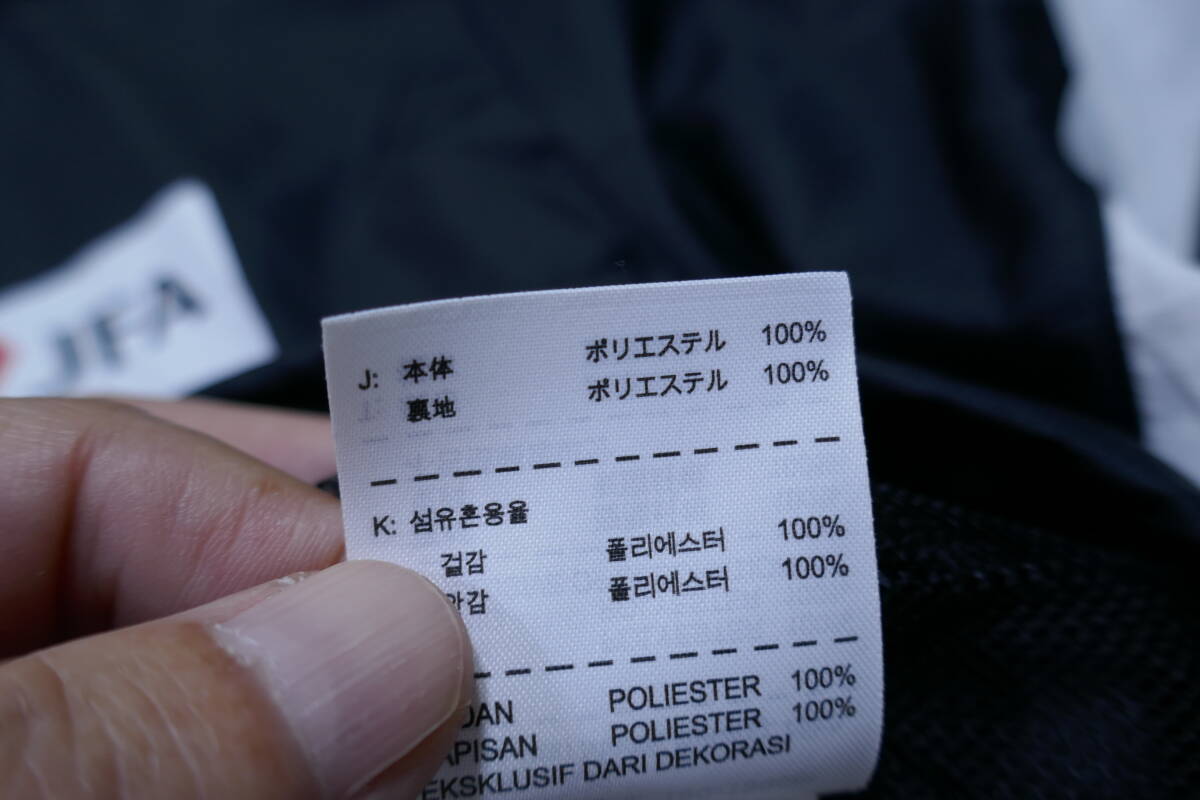 JFA
J: 本体 ポリエステル 100%
裏地 ポリエステル 100%
K: 섬유혼용율
겉감 폴리에스터 100%
폴리에스터 100%
POLIESTER 100%
POLIESTER 100%
EKSKLUSIF DARI DEKORASI